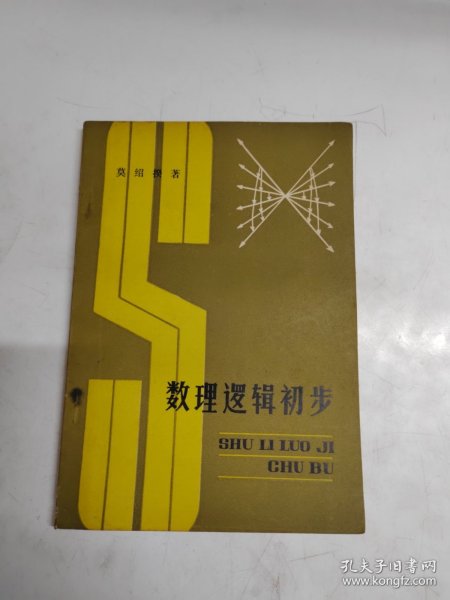 莫绍揆著
数理逻辑初步
SHU LI LUO JI
CHU BU
孔夫子旧书网
www.kongfz.com